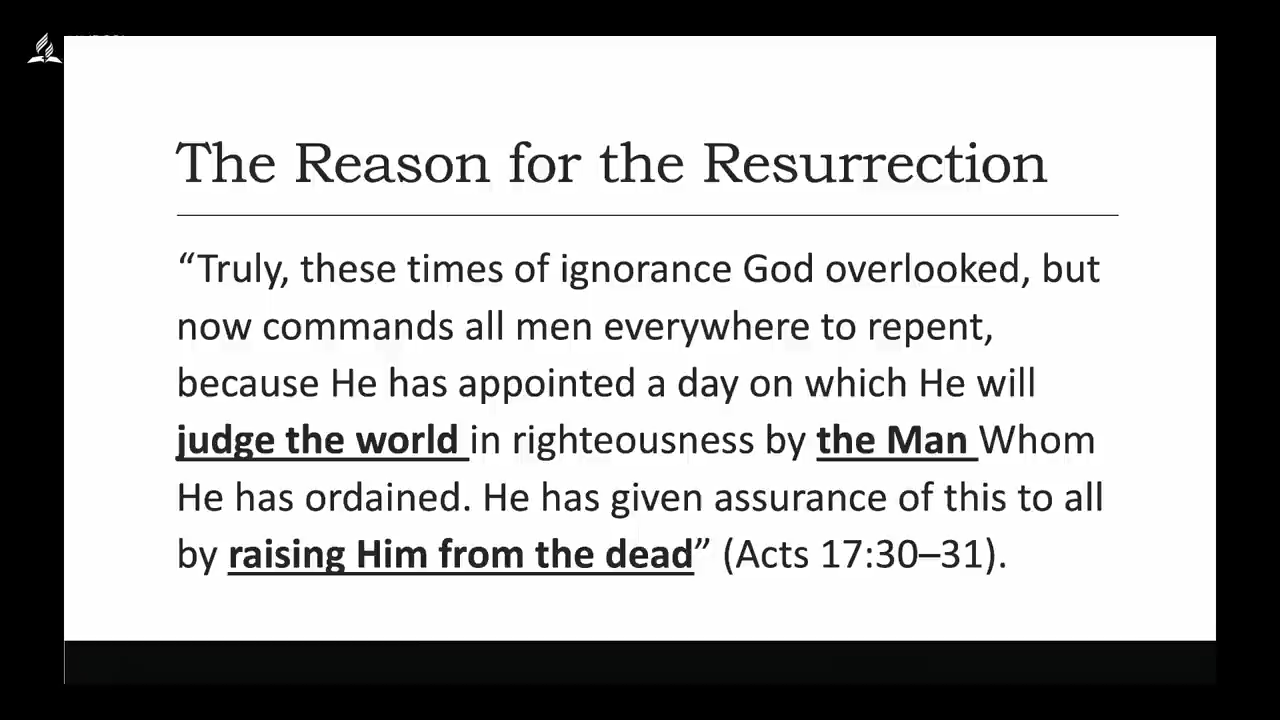 The Reason for the Resurrection
“Truly, these times of ignorance God overlooked, but
now commands all men everywhere to repent,
because He has appointed a day on which He will
judge the world in righteousness by the Man Whom
He has ordained. He has given assurance of this to all
by raising Him from the dead” (Acts 17:30–31).